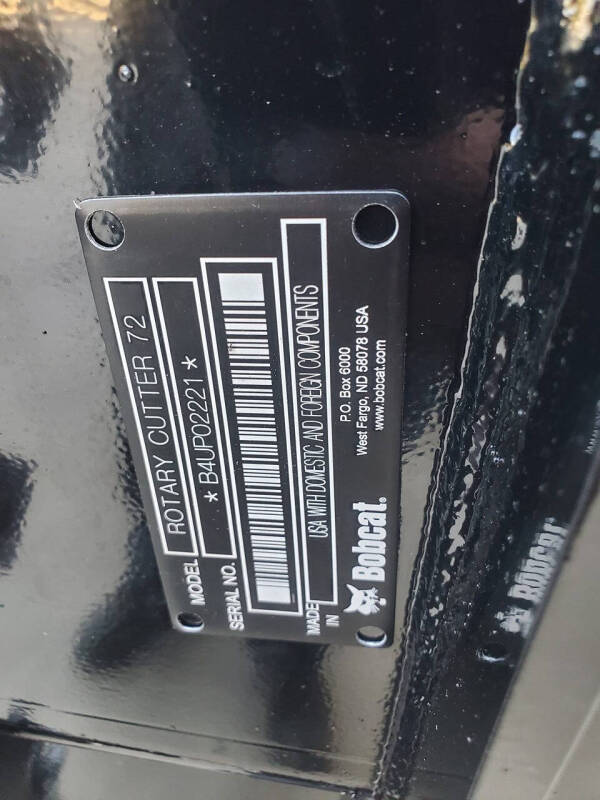 MODEL ROTARY CUTTER 72
SERIAL NO. *B4UP02221*
MADE IN USA WITH DOMESTIC AND FOREIGN COMPONENTS
Bobcat.
P.O. Box 6000
West Fargo, ND 58078 USA
www.bobcat.com
Bobcat